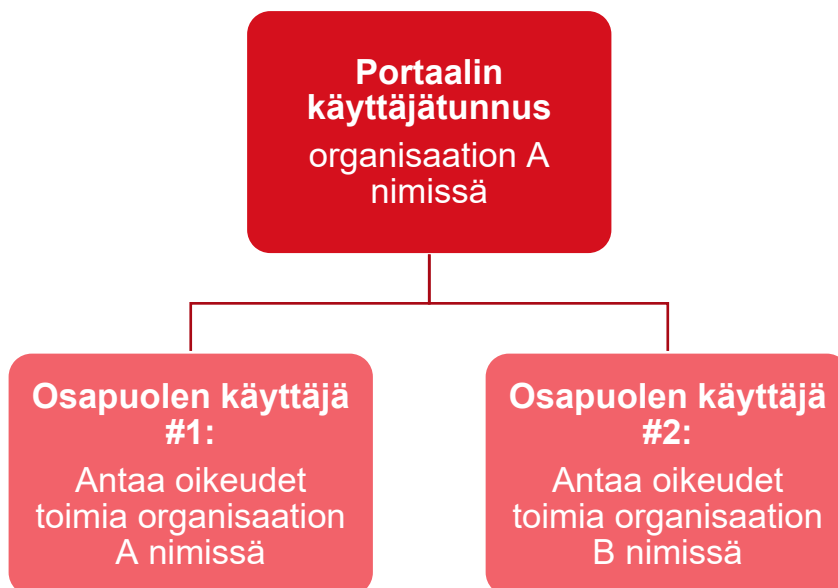 Portaalin
käyttäjätunnus
organisaation A
nimissä
Osapuolen käyttäjä
#1:
Antaa oikeudet
toimia organisaation
A nimissä
Osapuolen käyttäjä
#2:
Antaa oikeudet
toimia organisaation
B nimissä